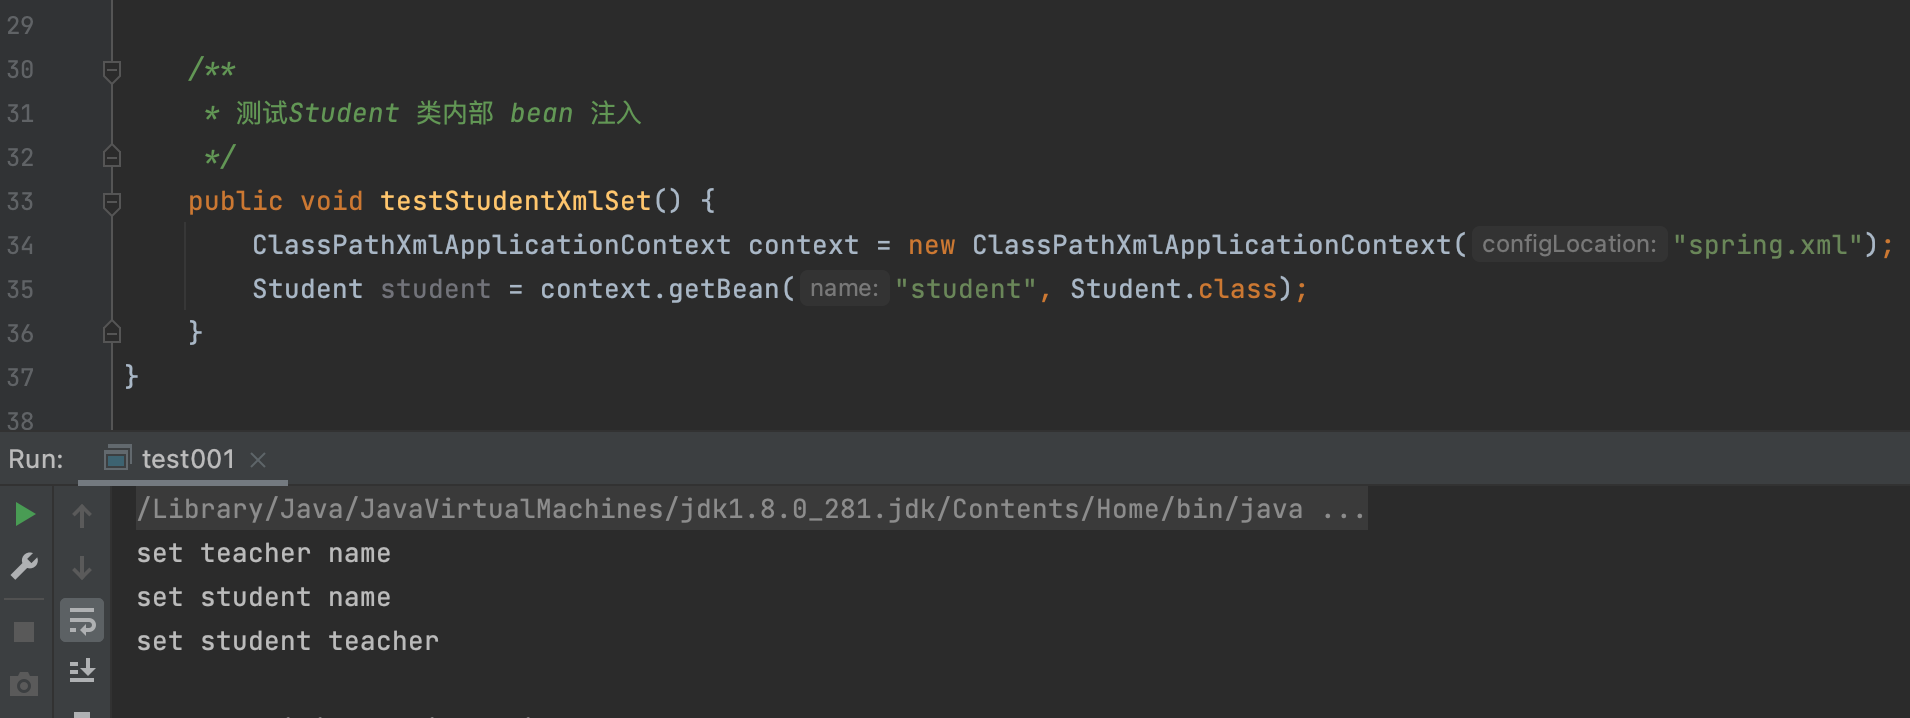 29
30 /**
31 * 测试Student 类内部 bean 注入
32 */
33 public void testStudentXmlSet() {
34 ClassPathXmlApplicationContext context = new ClassPathXmlApplicationContext( configLocation: "spring.xml");
35 Student student = context.getBean( name: "student", Student.class);
36 }
37 }
38
Run: test001
/Library/Java/JavaVirtualMachines/jdk1.8.0_281.jdk/Contents/Home/bin/java ...
set teacher name
set student name
set student teacher